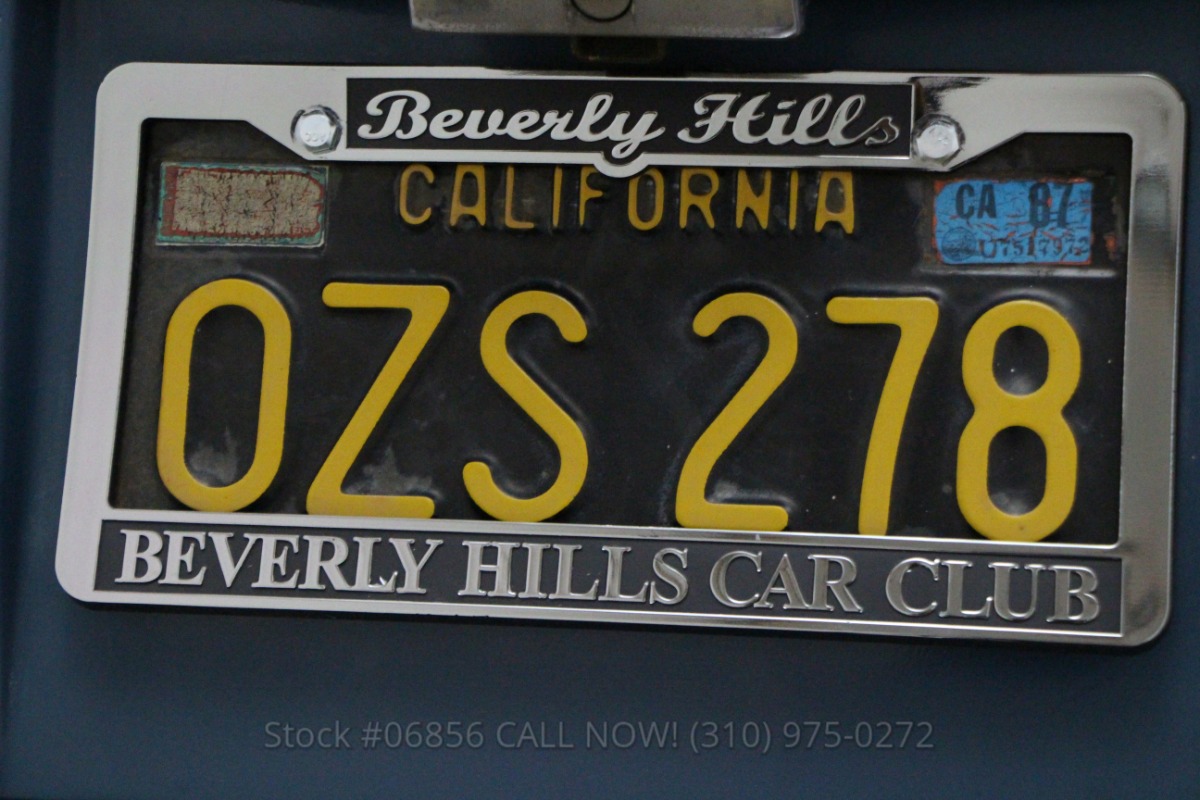 Beverly Hills
CALIFORNIA
CA 87
OZS 278
BEVERLY HILLS CAR CLUB
Stock #06856 CALL NOW! (310) 975-0272